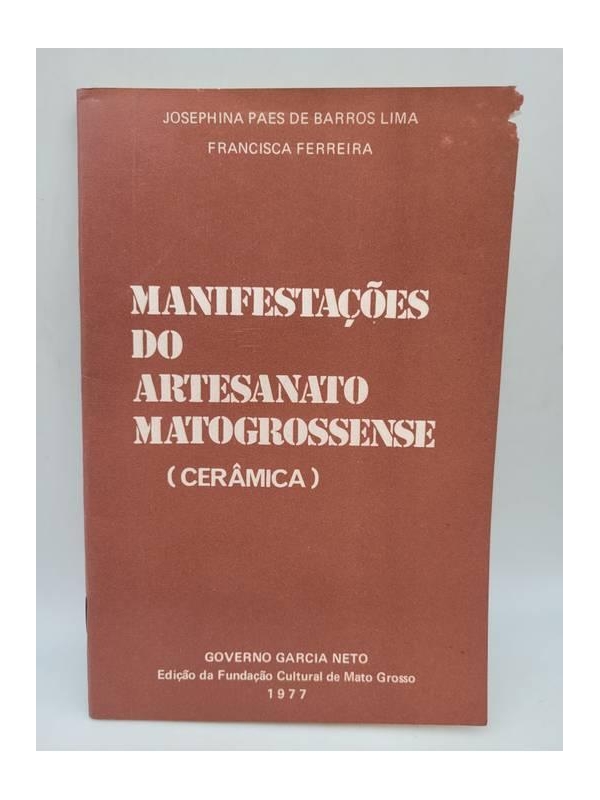 JOSEPHINA PAES DE BARROS LIMA
FRANCISCA FERREIRA
MANIFESTAÇÕES
DO
ARTESANATO
MATOGROSSENSE
(CERÂMICA)
GOVERNO GARCIA NETO
Edição da Fundação Cultural de Mato Grosso
1977